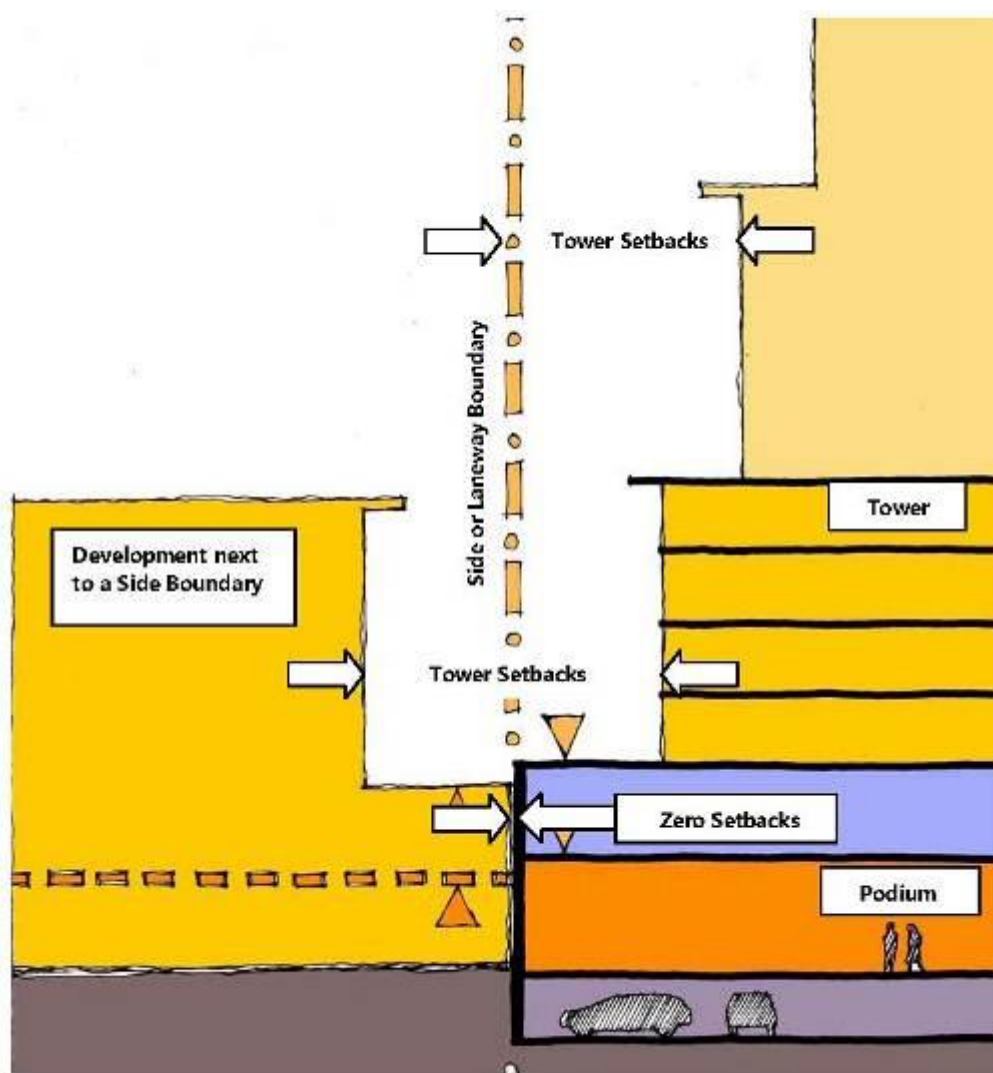 Tower Setbacks
Side or Laneway Boundary
Tower
Development next
to a Side Boundary
Tower Setbacks
Zero Setbacks
Podium